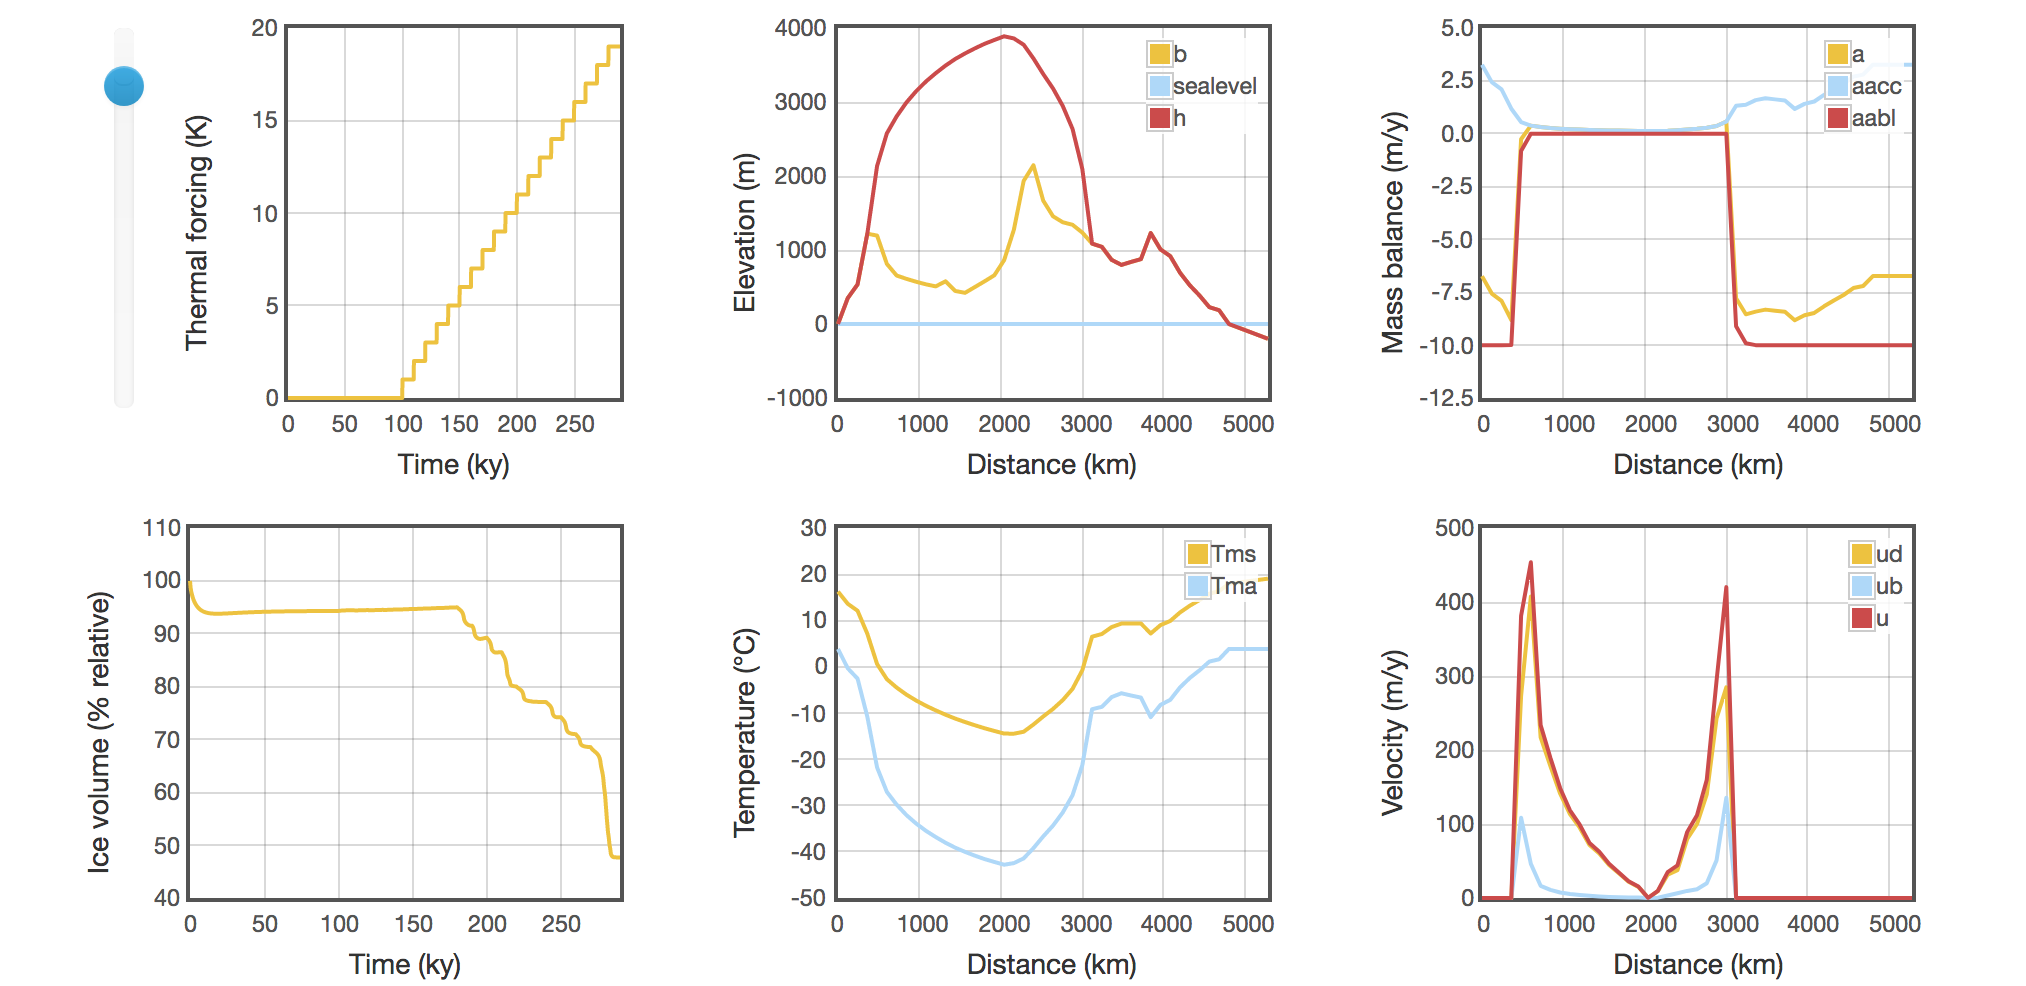 20
15
10
5
0
Thermal forcing (K)
0 50 100 150 200 250
Time (ky)
4000
3000
2000
1000
0
-1000
Elevation (m)
b
sealevel
h
0 1000 2000 3000 4000 5000
Distance (km)
5.0
2.5
0.0
-2.5
-5.0
-7.5
-10.0
-12.5
Mass balance (m/y)
a
aacc
aabl
0 1000 2000 3000 4000 5000
Distance (km)
110
100
90
80
70
60
50
40
Ice volume (% relative)
0 50 100 150 200 250
Time (ky)
30
20
10
0
-10
-20
-30
-40
-50
Temperature (°C)
Tms
Tma
0 1000 2000 3000 4000 5000
Distance (km)
500
400
300
200
100
0
Velocity (m/y)
ud
ub
u
0 1000 2000 3000 4000 5000
Distance (km)